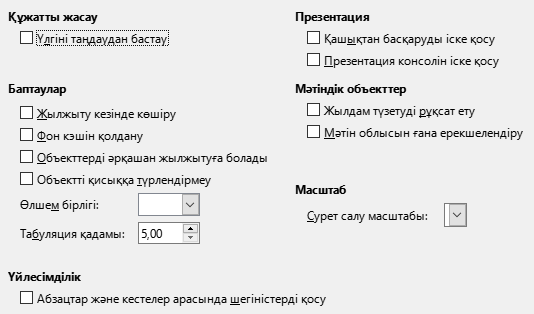 Құжатты жасау
Үлгіні таңдаудан бастау
Баптаулар
Жылжыту кезінде көшіру
Фон кэшін қолдану
Объекттерді әрқашан жылжытуға болады
Объектті қисыққа түрлендірмеу
Өлшем бірлігі:
Табуляция қадамы: 5,00
Үйлесімділік
Абзацтар және кестелер арасында шегіністерді қосу
Презентация
Қашықтан басқаруды іске қосу
Презентация консолін іске қосу
Мәтіндік объекттер
Жылдам түзетуді рұқсат ету
Мәтін облысын ғана ерекшелендіру
Масштаб
Сурет салу масштабы: